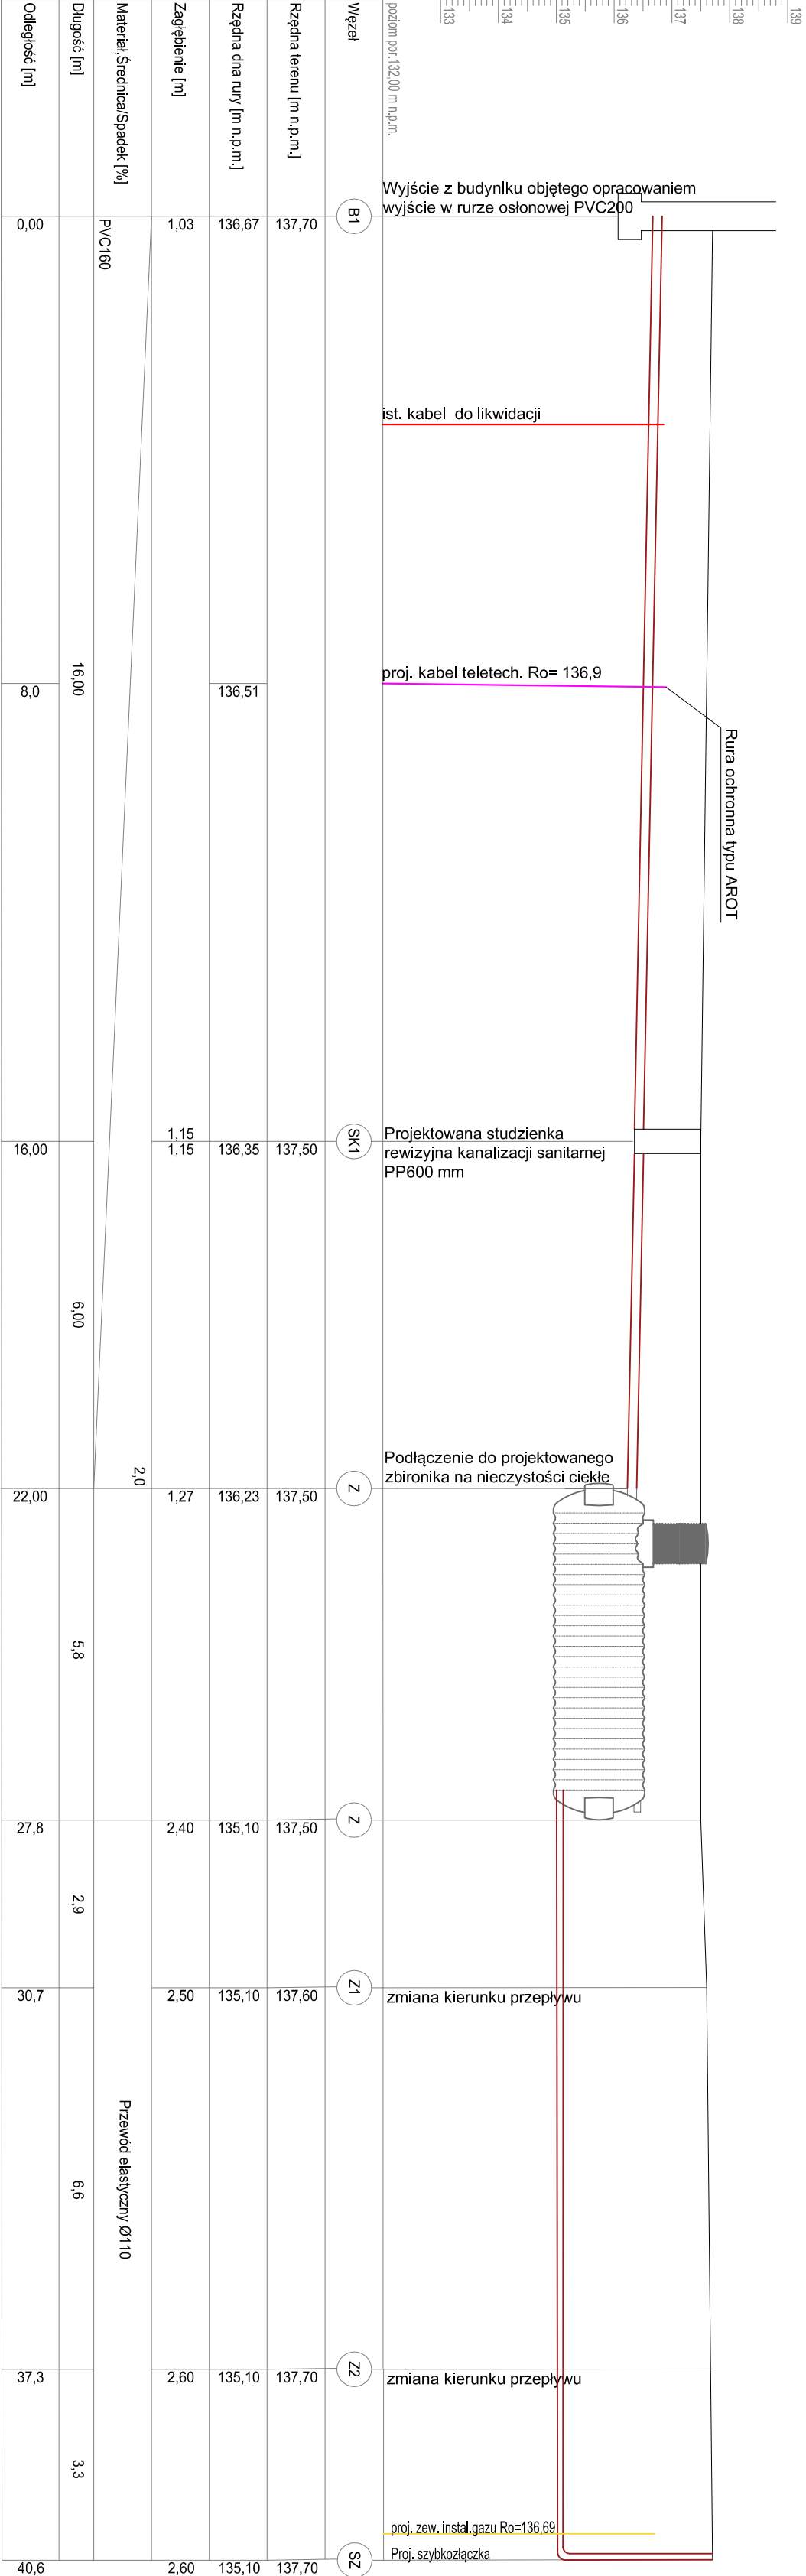 139
138
137
136
135
134
133
poziom por.132,00 m n.p.m.
Węzeł
Rzędna terenu [m n.p.m.]
Rzędna dna rury [m n.p.m.]
Zagłębienie [m]
Materiał,Średnica/Spadek [%]
Długość [m]
Odległość [m]
Wyjście z budynlku objętego opracowaniem
wyjście w rurze osłonowej PVC200
B1
137,70
136,67
1,03
PVC160
0,00
ist. kabel do likwidacji
proj. kabel teletech. Ro= 136,9
Rura ochronna typu AROT
136,51
16,00
8,0
Projektowana studzienka
rewizyjna kanalizacji sanitarnej
PP600 mm
SK1
137,50
136,35
1,15
1,15
16,00
6,00
Podłączenie do projektowanego
zbironika na nieczystości ciekłe
Z
137,50
136,23
1,27
2,0
22,00
5,8
Z
137,50
135,10
2,40
27,8
2,9
zmiana kierunku przepływu
Z1
137,60
135,10
2,50
30,7
Przewód elastyczny Ø110
6,6
zmiana kierunku przepływu
Z2
137,70
135,10
2,60
37,3
3,3
proj. zew. instal.gazu Ro=136,69
Proj. szybkozłączka
SZ
137,70
135,10
2,60
40,6